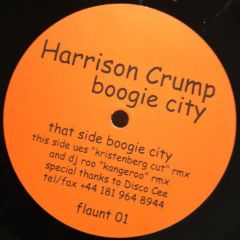 Harrison Crump
boogie city
that side boogie city
this side ues "kristenberg cut" rmx
and dj roo "kangeroo" rmx
special thanks to Disco Cee
tel/fax +44 181 964 8944
flaunt 01